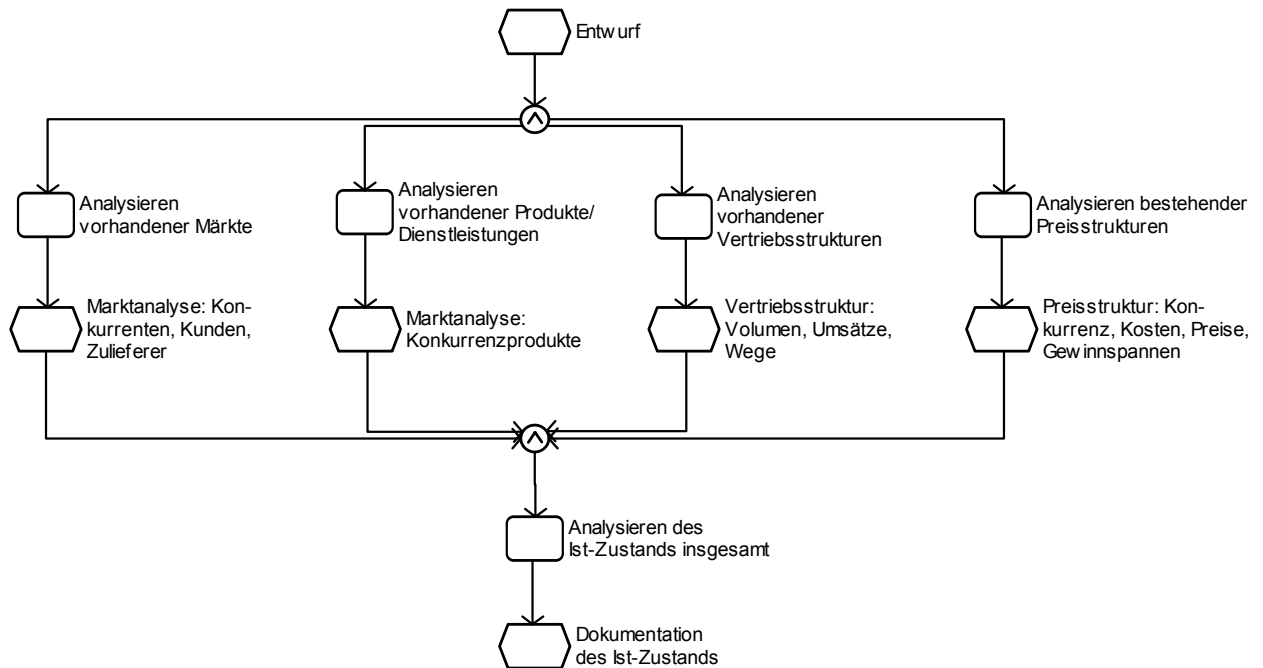 Entwurf
Analysieren
vorhandener Märkte
Analysieren
vorhandener Produkte/
Dienstleistungen
Analysieren
vorhandener
Vertriebsstrukturen
Analysieren bestehender
Preisstrukturen
Marktanalyse: Kon-
kurrenten, Kunden,
Zulieferer
Marktanalyse:
Konkurrenzprodukte
Vertriebsstruktur:
Volumen, Umsätze,
Wege
Preisstruktur: Kon-
kurrenz, Kosten, Preise,
Gewinnspannen
Analysieren des
Ist-Zustands insgesamt
Dokumentation
des Ist-Zustands